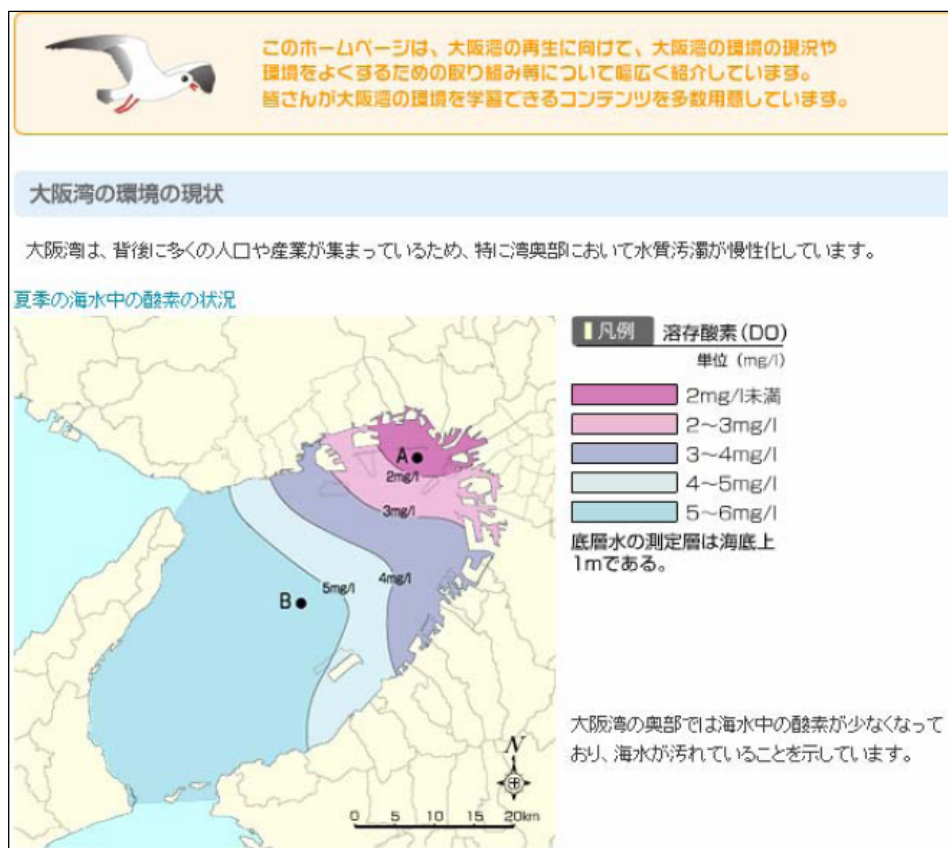 このホームページは、大阪湾の再生に向けて、大阪湾の環境の現況や
環境をよくするための取り組み等について幅広く紹介しています。
皆さんが大阪湾の環境を学習できるコンテンツを多数用意しています。
大阪湾の環境の現状
大阪湾は、背後に多くの人口や産業が集まっているため、特に湾奥部において水質汚濁が慢性化しています。
夏季の海水中の酸素の状況
凡例 溶存酸素(DO)
単位 (mg/l)
2mg/l未満
2〜3mg/l
3〜4mg/l
4〜5mg/l
5〜6mg/l
底層水の測定層は海底上
1mである。
A
2mg/l
3mg/l
4mg/l
5mg/l
B
大阪湾の奥部では海水中の酸素が少なくなって
おり、海水が汚れていることを示しています。
N
0 5 10 15 20km